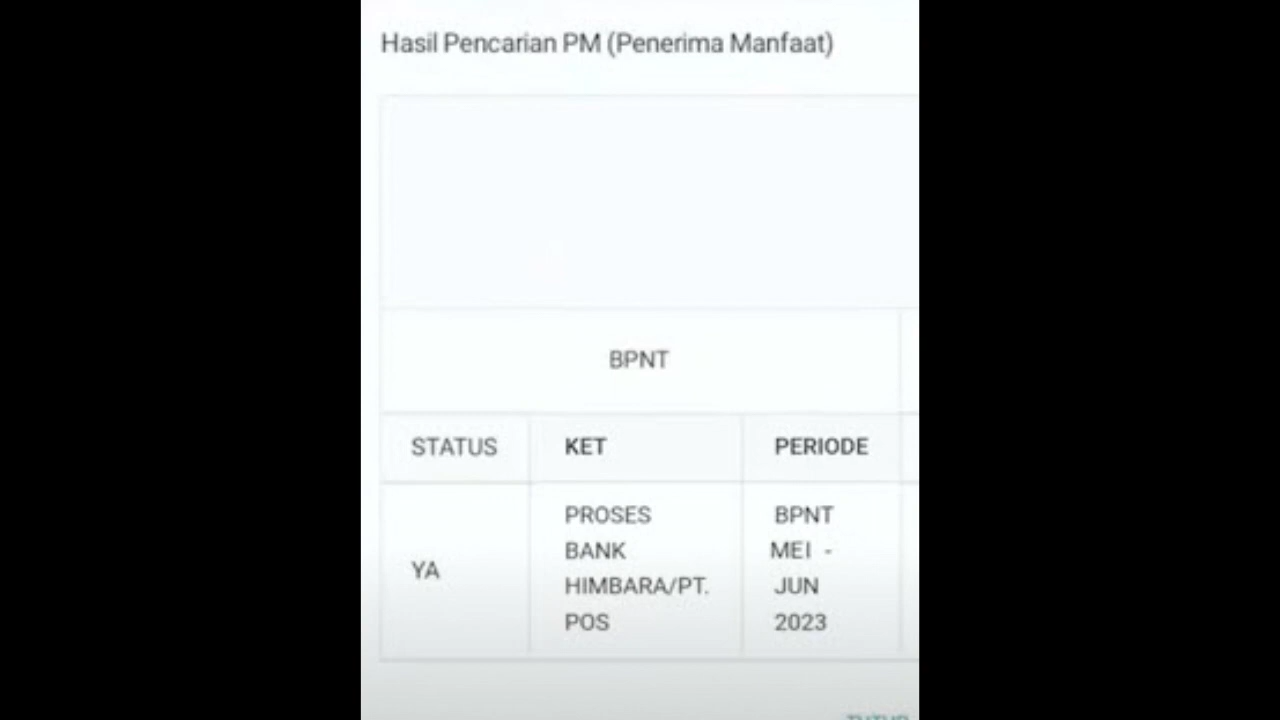 Hasil Pencarian PM (Penerima Manfaat)
BPNT
STATUS
KET
PERIODE
YA
PROSES
BANK
HIMBARA/PT.
POS
BPNT
MEI -
JUN
2023